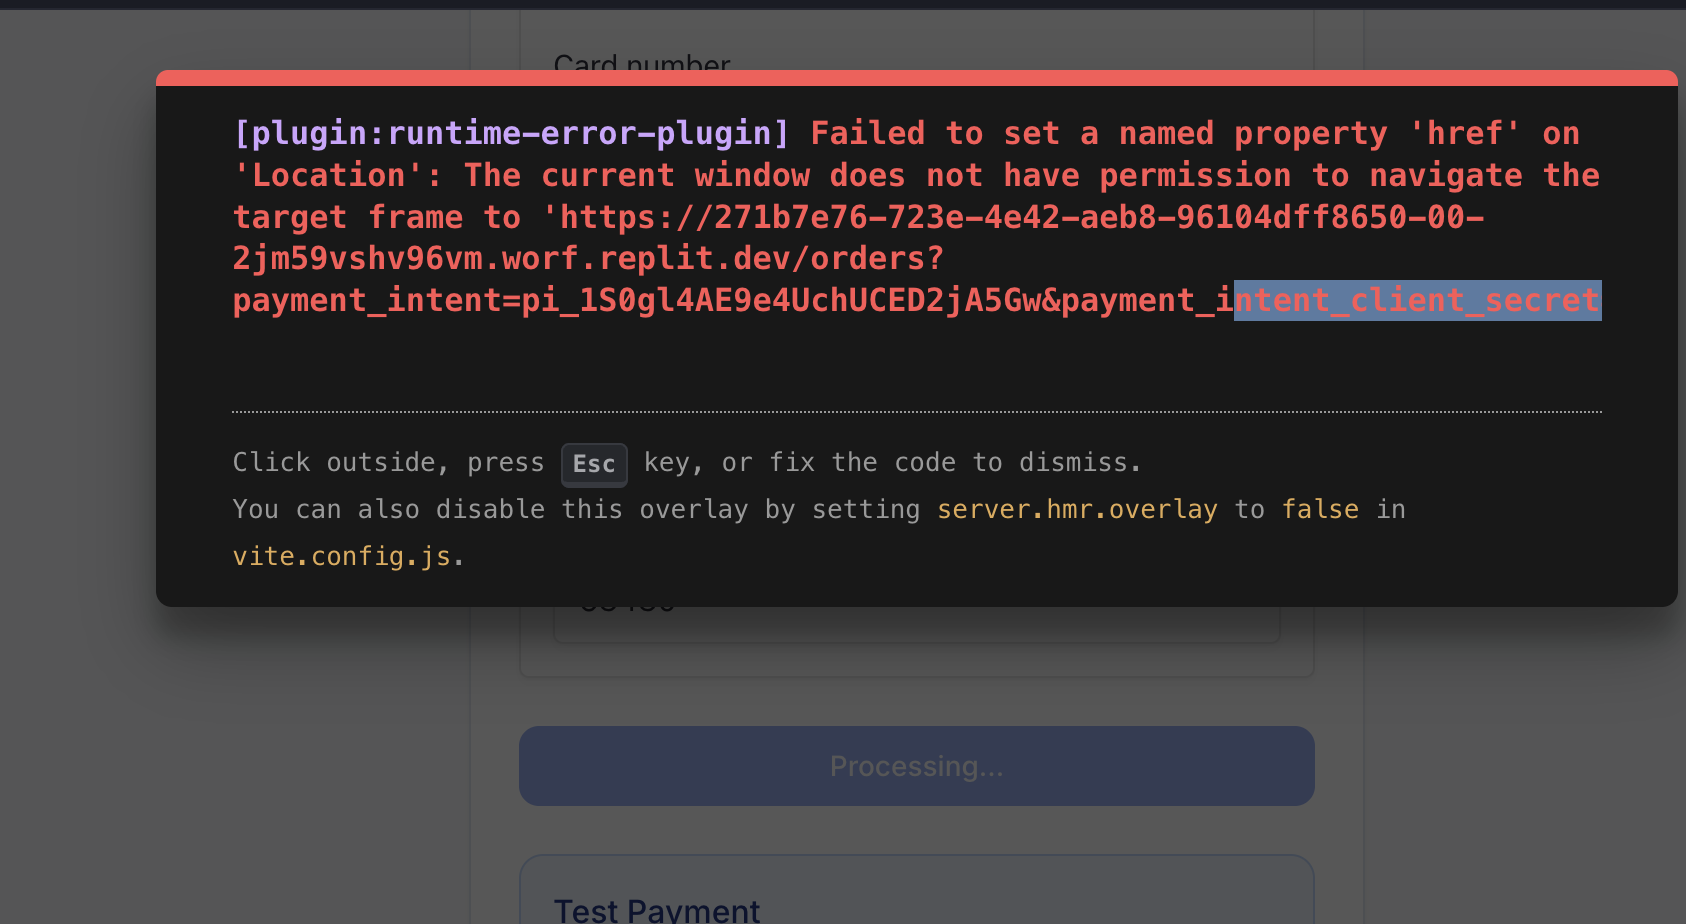 Card number
[plugin:runtime-error-plugin] Failed to set a named property 'href' on
'Location': The current window does not have permission to navigate the
target frame to 'https://271b7e76-723e-4e42-aeb8-96104dff8650-00-
2jm59vshv96vm.worf.replit.dev/orders?
payment_intent=pi_1S0gl4AE9e4UchUCED2jA5Gw&payment_intent_client_secret
Click outside, press Esc key, or fix the code to dismiss.
You can also disable this overlay by setting server.hmr.overlay to false in
vite.config.js.
Processing...
Test Payment